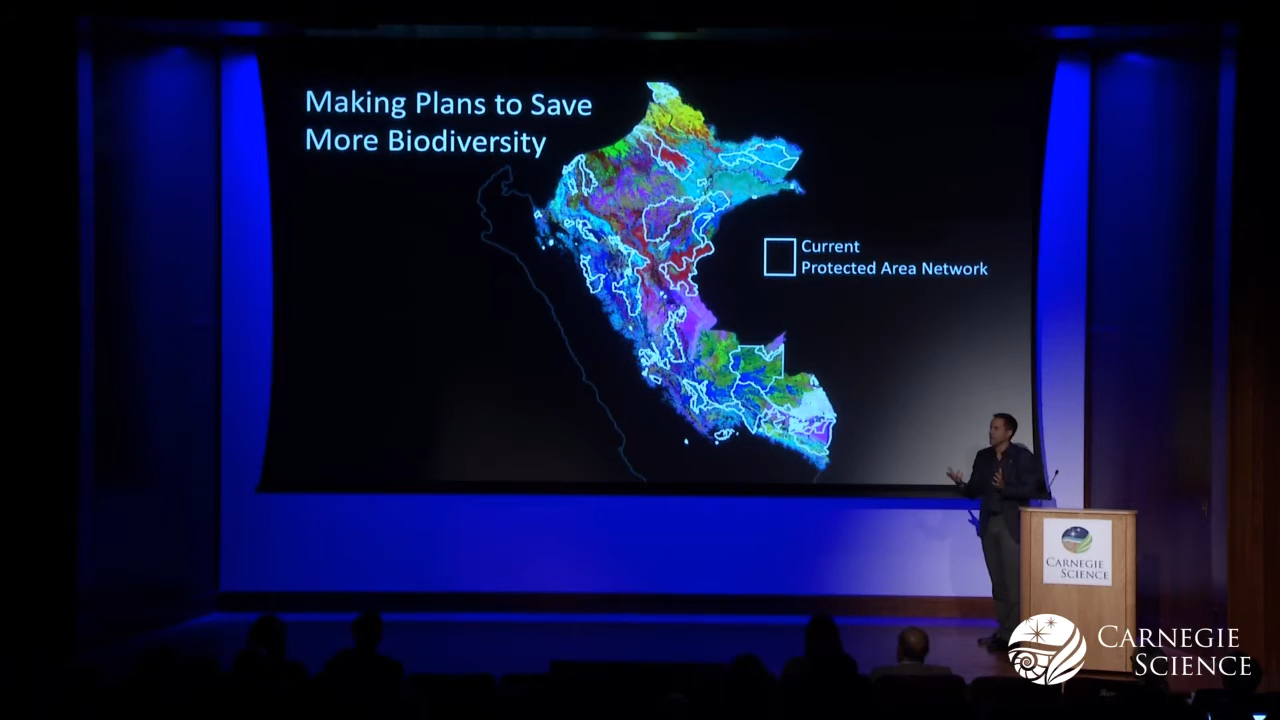 Making Plans to Save
More Biodiversity
Current
Protected Area Network
CARNEGIE
SCIENCE
CARNEGIE
SCIENCE